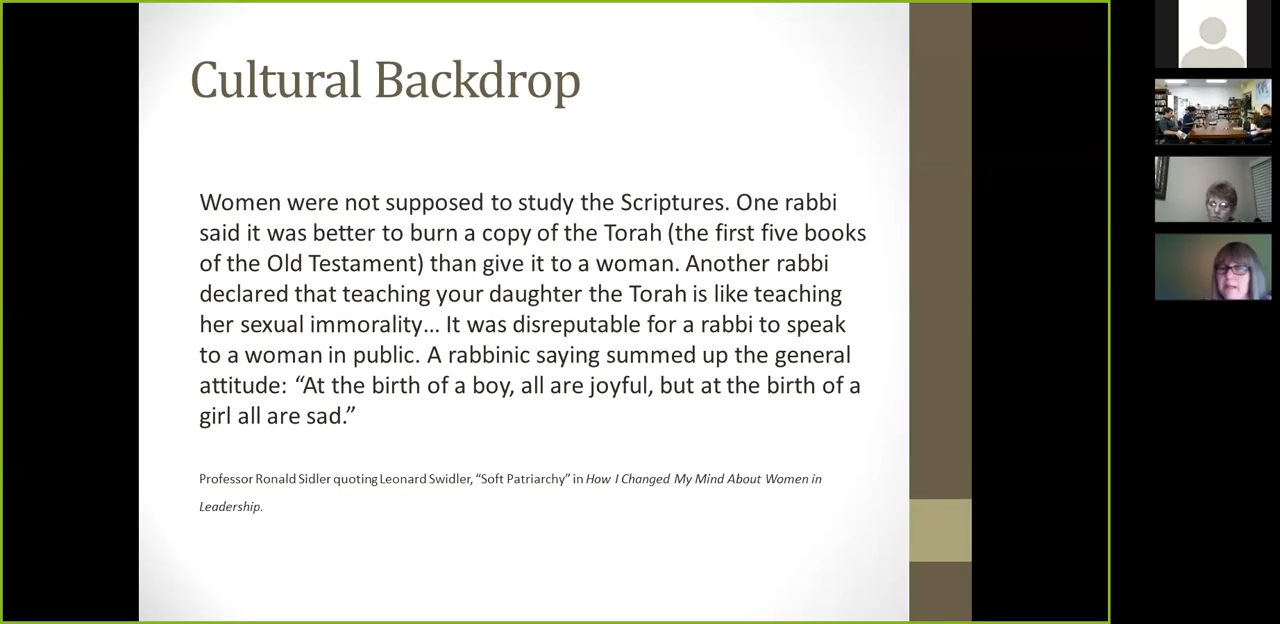 Cultural Backdrop
Women were not supposed to study the Scriptures. One rabbi
said it was better to burn a copy of the Torah (the first five books
of the Old Testament) than give it to a woman. Another rabbi
declared that teaching your daughter the Torah is like teaching
her sexual immorality… It was disreputable for a rabbi to speak
to a woman in public. A rabbinic saying summed up the general
attitude: “At the birth of a boy, all are joyful, but at the birth of a
girl all are sad.”
Professor Ronald Sidler quoting Leonard Swidler, “Soft Patriarchy” in How I Changed My Mind About Women in
Leadership.